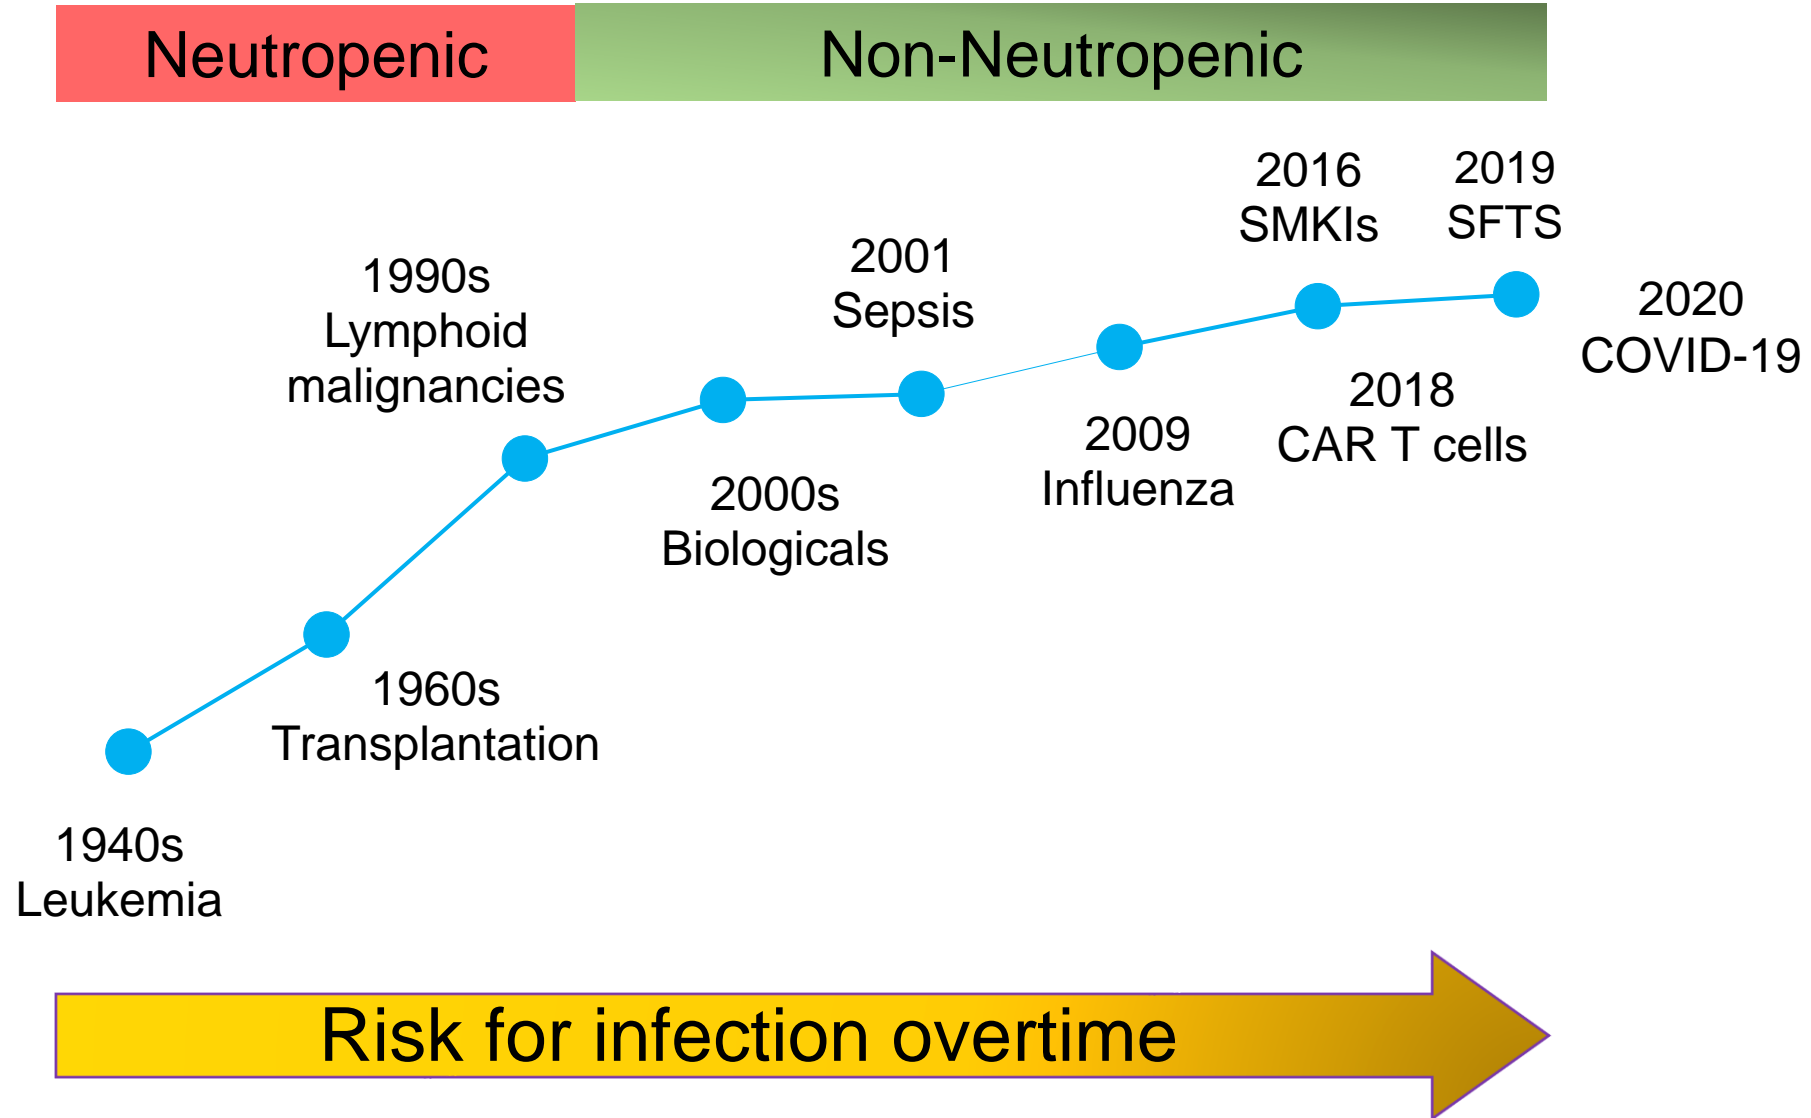 Neutropenic
Non-Neutropenic
2016
SMKIs
2019
SFTS
2001
Sepsis
1990s
Lymphoid
malignancies
2020
COVID-19
2018
CAR T cells
2009
Influenza
2000s
Biologicals
1960s
Transplantation
1940s
Leukemia
Risk for infection overtime